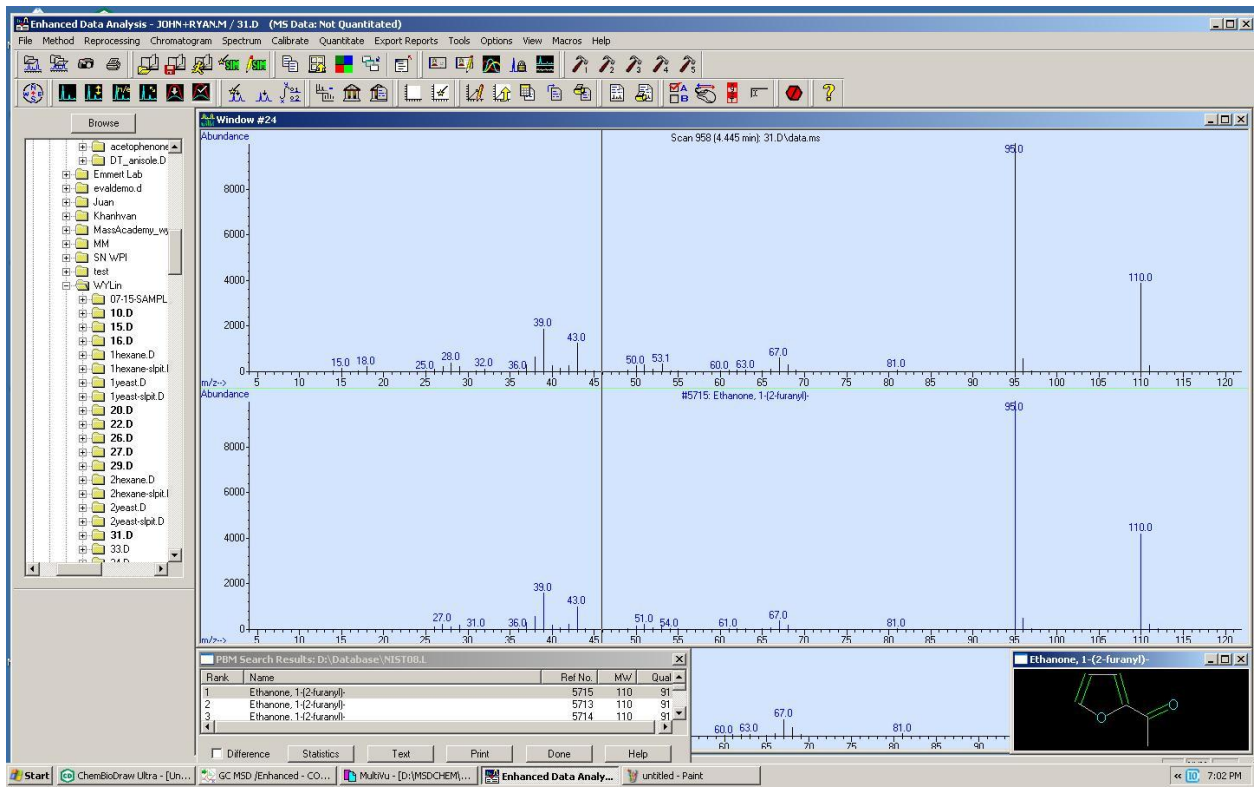 Enhanced Data Analysis - JOHN+RYAN.M / 31.D (MS Data: Not Quantitated)
File Method Reprocessing Chromatogram Spectrum Calibrate Quantitate Export Reports Tools Options View Macros Help
Browse
acetophenone
DT_anisole.D
Emmert Lab
evaldemo.d
Juan
Khanhvan
MassAcademy_wy
MM
SN WPI
test
WYLin
07-15-SAMPL
10.D
15.D
16.D
1hexane.D
1hexane-slpit.
1yeast.D
1yeast-slpit.D
20.D
22.D
26.D
27.D
29.D
2hexane.D
2hexane-slpit.
2yeast.D
2yeast-slpit.D
31.D
33.D
Window #24
Abundance
Scan 958 (4.445 min): 31.D\data.ms
95.0
8000
6000
4000
110.0
2000
39.0
43.0
15.0 18.0 25.0 28.0 32.0 36.0 50.0 53.1 60.0 63.0 67.0 81.0
0
m/z--> 5 10 15 20 25 30 35 40 45 50 55 60 65 70 75 80 85 90 95 100 105 110 115 120
Abundance
#5715: Ethanone, 1-(2-furanyl)-
95.0
8000
6000
4000
110.0
2000
39.0
43.0
27.0 31.0 36.0 51.0 54.0 61.0 67.0 81.0
0
m/z--> 5 10 15 20 25 30 35 40 45 50 55 60 65 70 75 80 85 90 95 100 105 110 115 120
PBM Search Results: D:\Database\NIST08.L
Rank Name Ref No. MW Qual
1 Ethanone, 1-(2-furanyl)- 5715 110 91
2 Ethanone, 1-(2-furanyl)- 5713 110 91
3 Ethanone, 1-(2-furanyl)- 5714 110 91
Difference Statistics Text Print Done Help
60.0 63.0 67.0 81.0
60 65 70 75 80 85 90
Ethanone, 1-(2-furanyl)-
O
O
Start ChemBioDraw Ultra - [Un... GC MSD /Enhanced - CO... MultiVu - [D:\MSDCHEM\... Enhanced Data Analy... untitled - Paint 7:02 PM